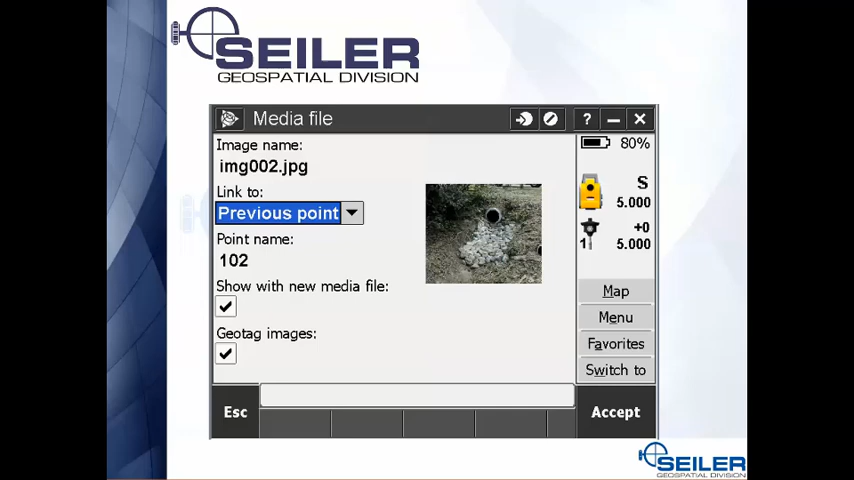 SEILER
GEOSPATIAL DIVISION
Media file
? – X
Image name:
img002.jpg
80%
Link to:
S
5.000
Previous point
Point name:
102
+0
1 5.000
Show with new media file:
Map
Geotag images:
Menu
Favorites
Switch to
Esc
Accept
SEILER
GEOSPATIAL DIVISION